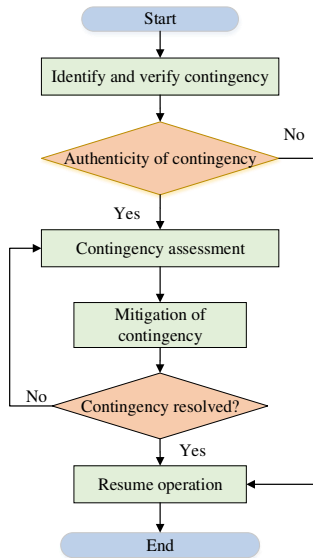 Start
Identify and verify contingency
No
Authenticity of contingency
Yes
Contingency assessment
Mitigation of
contingency
No
Contingency resolved?
Yes
Resume operation
End